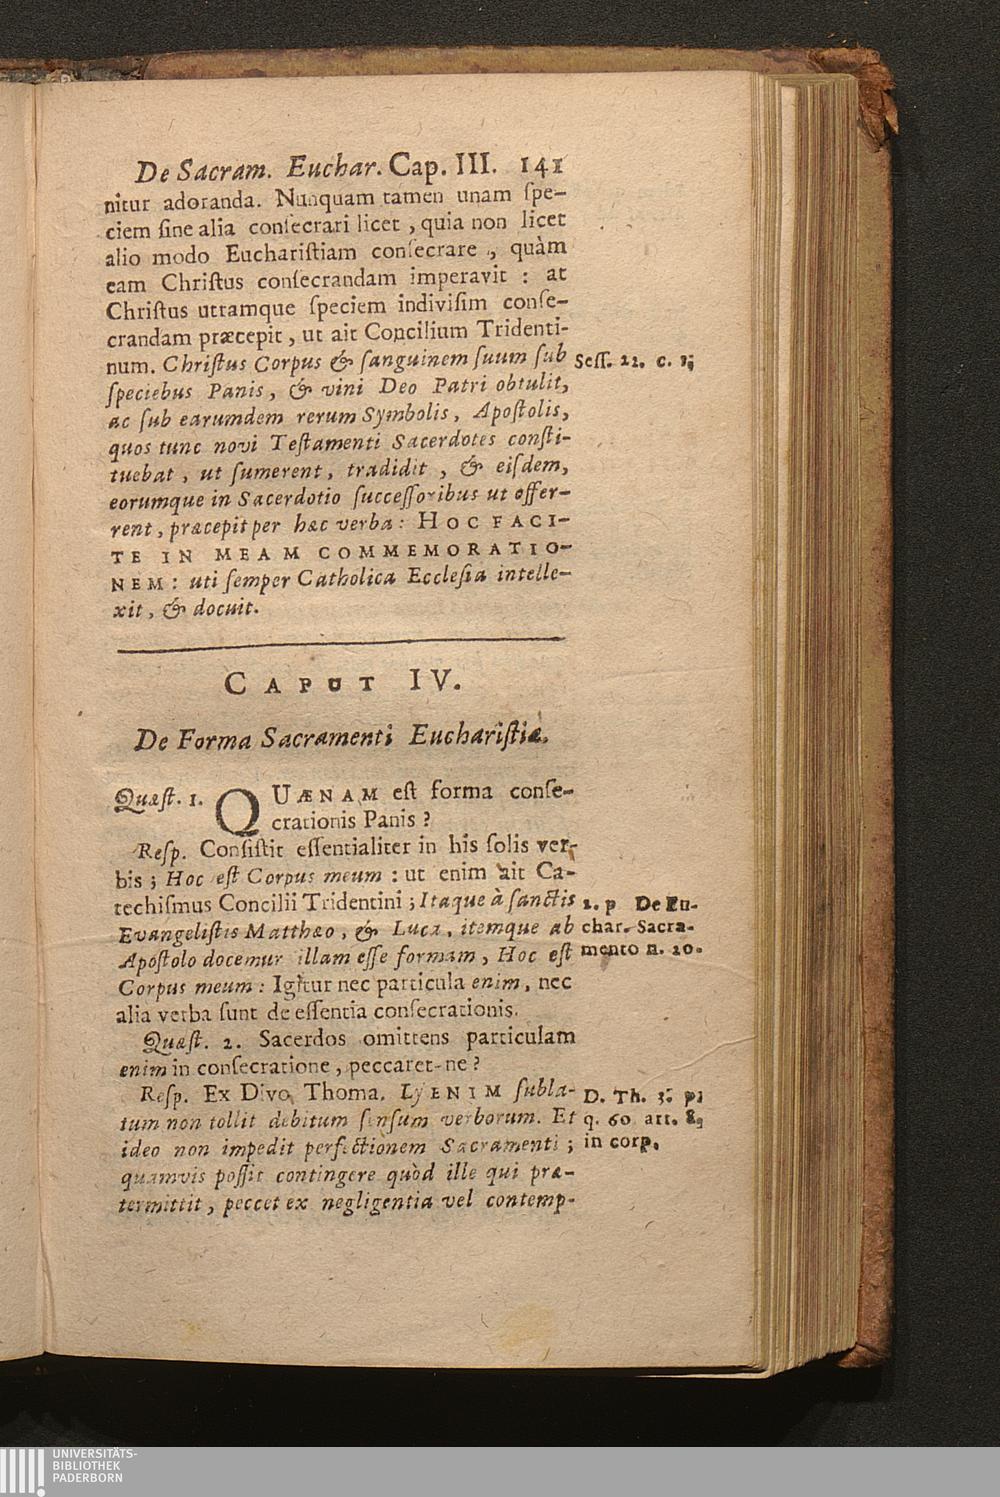 De Sacram. Euchar. Cap. III. 141
nitur adoranda. Nunquam tamen unam ſpe-
ciem ſine alia conſecrari licet, quia non licet
alio modo Euchariſtiam conſecrare, quàm
eam Chriſtus conſecrandam imperavit : at
Chriſtus utramque ſpeciem indiviſim conſe-
crandam præcepit, ut ait Concilium Tridenti-
num. Chriſtus Corpus & ſanguinem ſuum ſub Seſſ. 22. c. 1;
ſpeciebus Panis, & vini Deo Patri obtulit,
ac ſub earumdem rerum Symbolis, Apoſtolis,
quos tunc novi Teſtamenti Sacerdotes conſti-
tuebat, ut ſumerent, tradidit, & eiſdem,
eorumque in Sacerdotio ſucceſſoribus ut offer-
rent, præcepit per hæc verba: HOC FACI-
TE IN MEAM COMMEMORATIO-
NEM: uti ſemper Catholica Eccleſia intelle-
xit, & docuit.
CAPUT IV.
De Forma Sacramenti Euchariſtiæ.
Quæſt. 1. QUÆNAM eſt forma conſe-
crationis Panis ?
Reſp. Conſiſtit eſſentialiter in his ſolis ver-
bis; Hoc eſt Corpus meum : ut enim ait Ca-
techiſmus Concilii Tridentini; Itaque à ſanctis 2. p De Eu-
Evangeliſtis Matthæo, & Luca, itemque ab char. Sacra-
Apoſtolo docemur illam eſſe formam, Hoc eſt mento n. 20.
Corpus meum: Igitur nec particula enim, nec
alia verba ſunt de eſſentia conſecrationis.
Quæſt. 2. Sacerdos omittens particulam
enim in conſecratione, peccaret-ne ?
Reſp. Ex Divo Thoma. Ly ENIM ſubla- D. Th. 3. p;
tum non tollit debitum ſenſum verborum. Et q. 60 art. 8;
ideo non impedit perfectionem Sacramenti; in corp.
quamvis poſſit contingere quòd ille qui præ-
termittit, peccet ex negligentia vel contemp-
UNIVERSITÄTS-
BIBLIOTHEK
PADERBORN